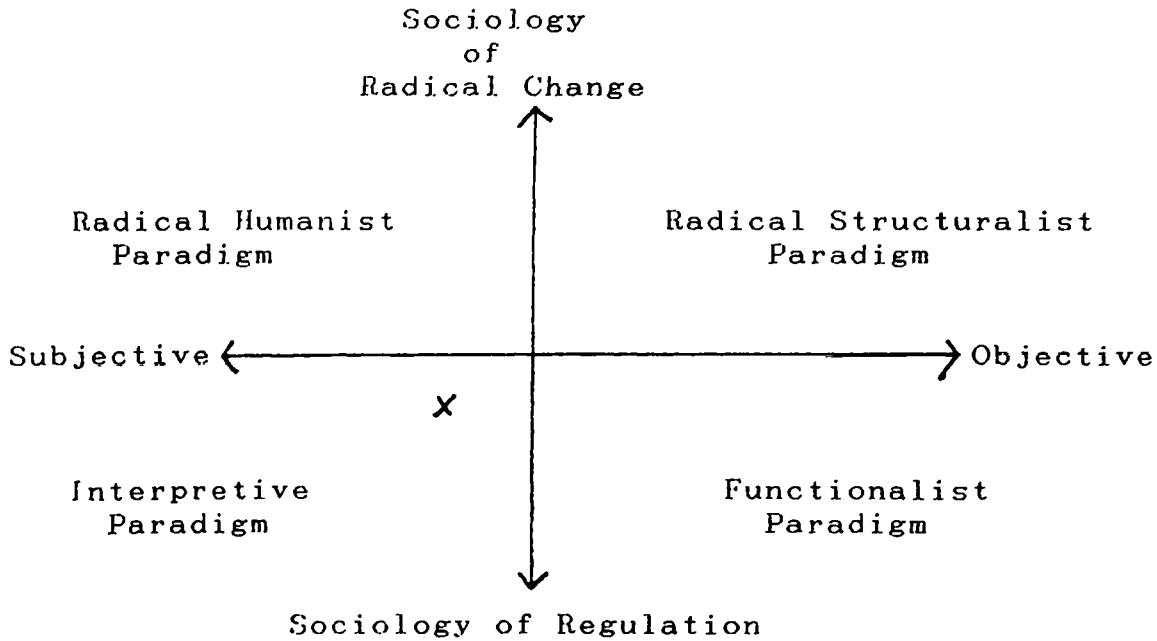 Sociology
of
Radical Change
Radical Humanist
Paradigm
Radical Structuralist
Paradigm
Subjective
Objective
x
Interpretive
Paradigm
Functionalist
Paradigm
Sociology of Regulation